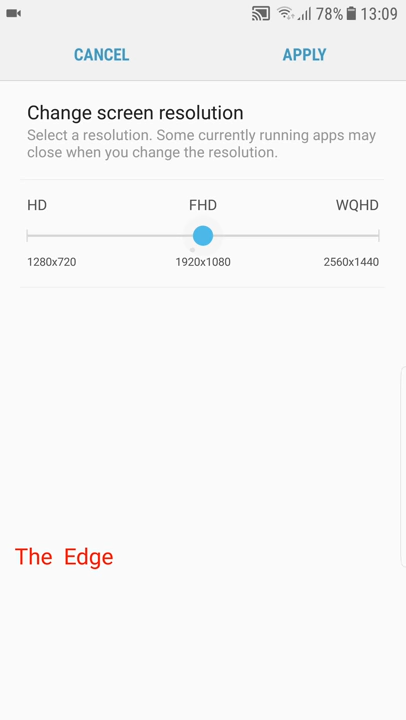 78% 13:09
CANCEL APPLY
Change screen resolution
Select a resolution. Some currently running apps may
close when you change the resolution.
HD FHD WQHD
1280x720 1920x1080 2560x1440
The Edge